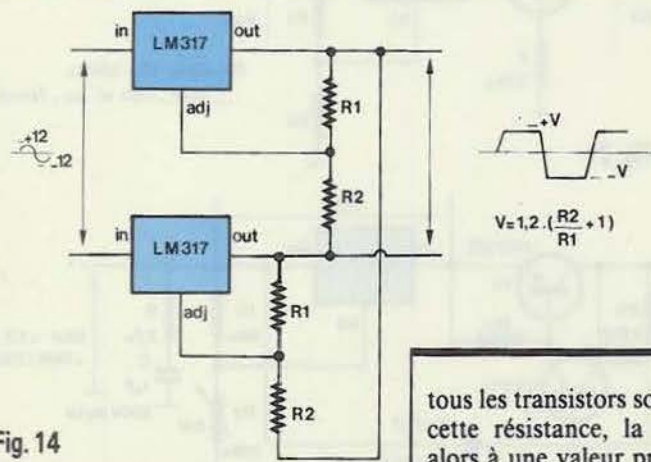 in
LM317
out
adj
R1
R2
+12
-12
in
LM317
out
adj
R1
R2
+V
-V
V=1,2.(R2/R1+1)
Fig. 14
tous les transistors so
cette résistance, la
alors à une valeur pr